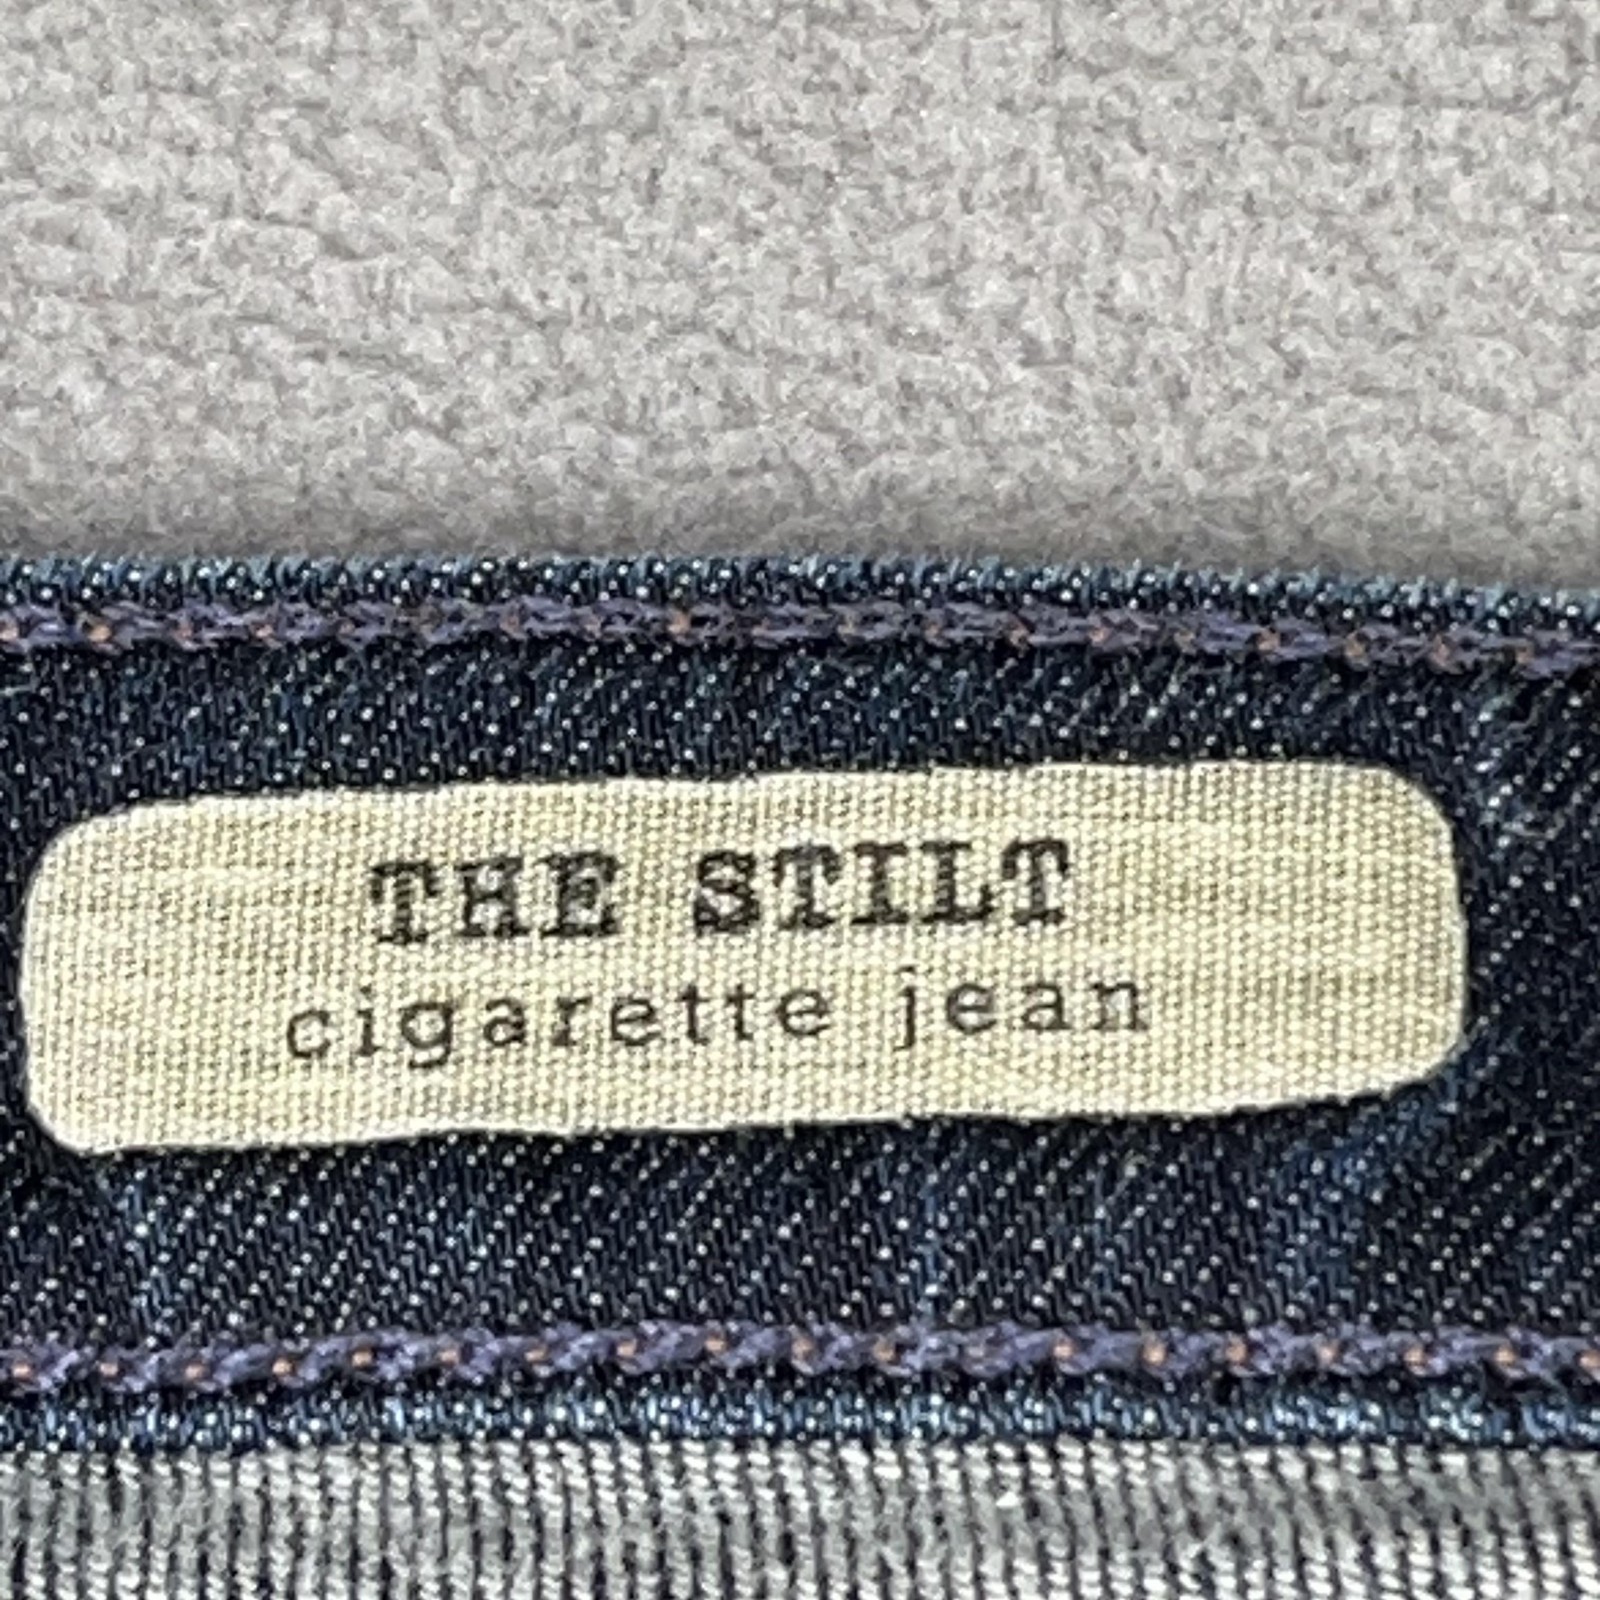 THE STILT
cigarette jean